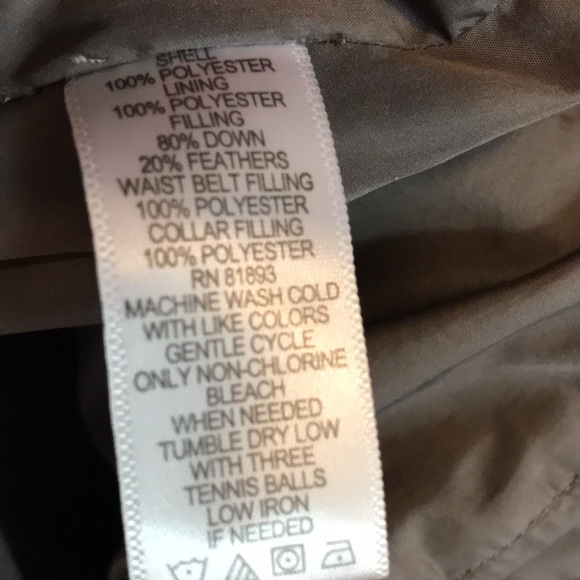 SHELL
100% POLYESTER
LINING
100% POLYESTER
FILLING
80% DOWN
20% FEATHERS
WAIST BELT FILLING
100% POLYESTER
COLLAR FILLING
100% POLYESTER
RN 81893
MACHINE WASH COLD
WITH LIKE COLORS
GENTLE CYCLE
ONLY NON-CHLORINE
BLEACH
WHEN NEEDED
TUMBLE DRY LOW
WITH THREE
TENNIS BALLS
LOW IRON
IF NEEDED